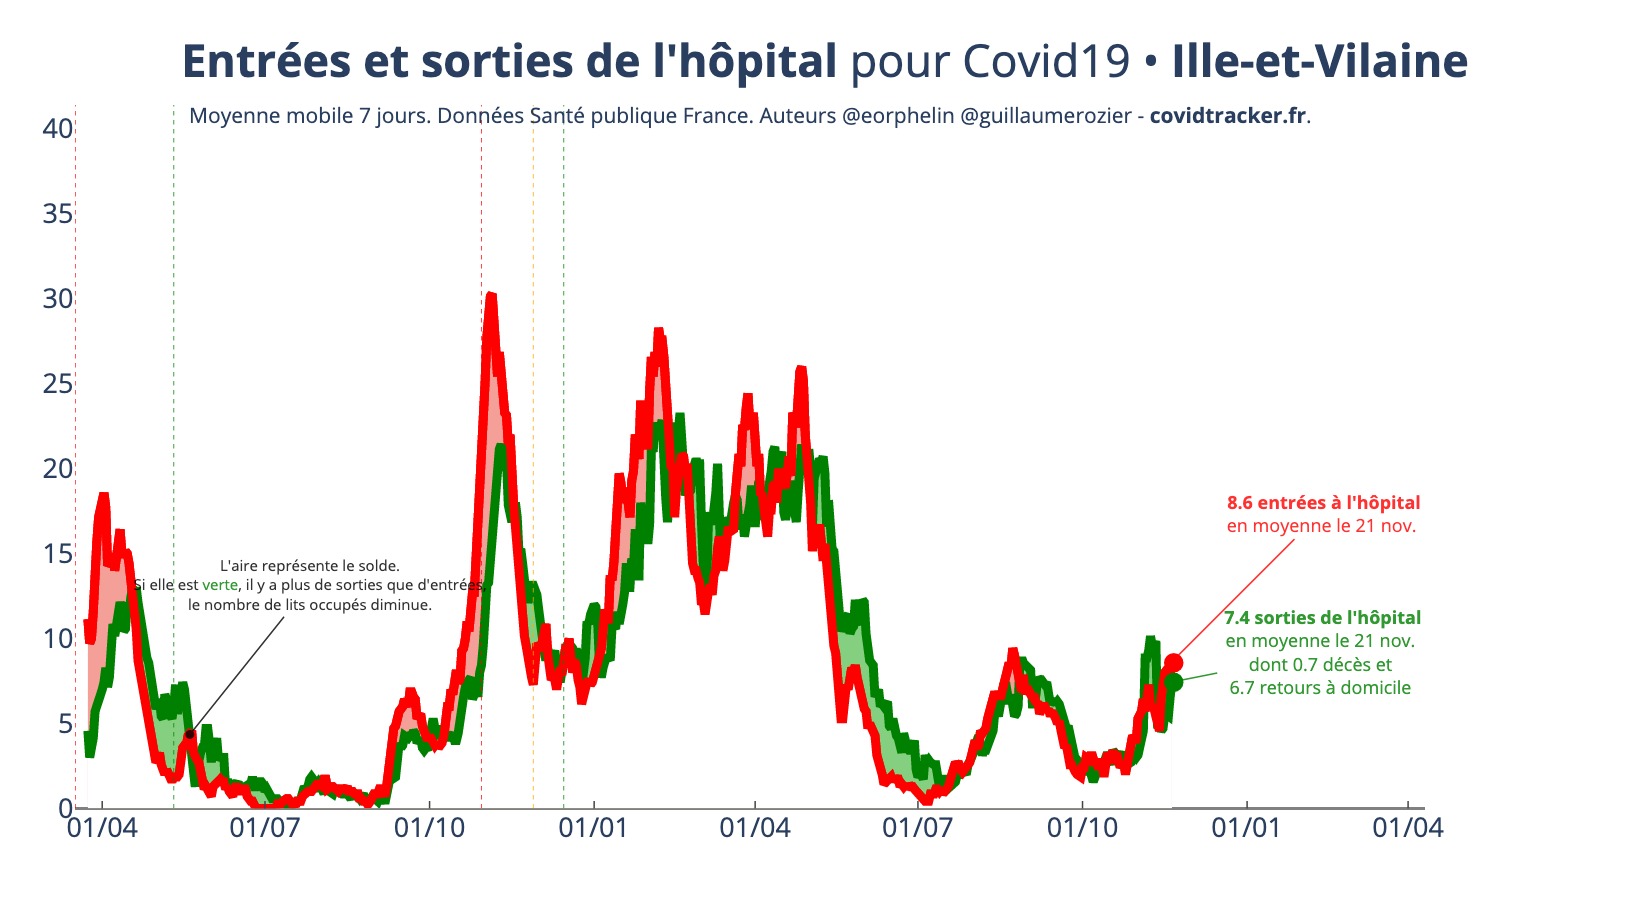 Entrées et sorties de l'hôpital pour Covid19 • Ille-et-Vilaine
Moyenne mobile 7 jours. Données Santé publique France. Auteurs @eorphelin @guillaumerozier - covidtracker.fr.
40
35
30
25
20
15
10
5
0
L'aire représente le solde.
Si elle est verte, il y a plus de sorties que d'entrées,
le nombre de lits occupés diminue.
8.6 entrées à l'hôpital
en moyenne le 21 nov.
7.4 sorties de l'hôpital
en moyenne le 21 nov.
dont 0.7 décès et
6.7 retours à domicile
01/04 01/07 01/10 01/01 01/04 01/07 01/10 01/01 01/04